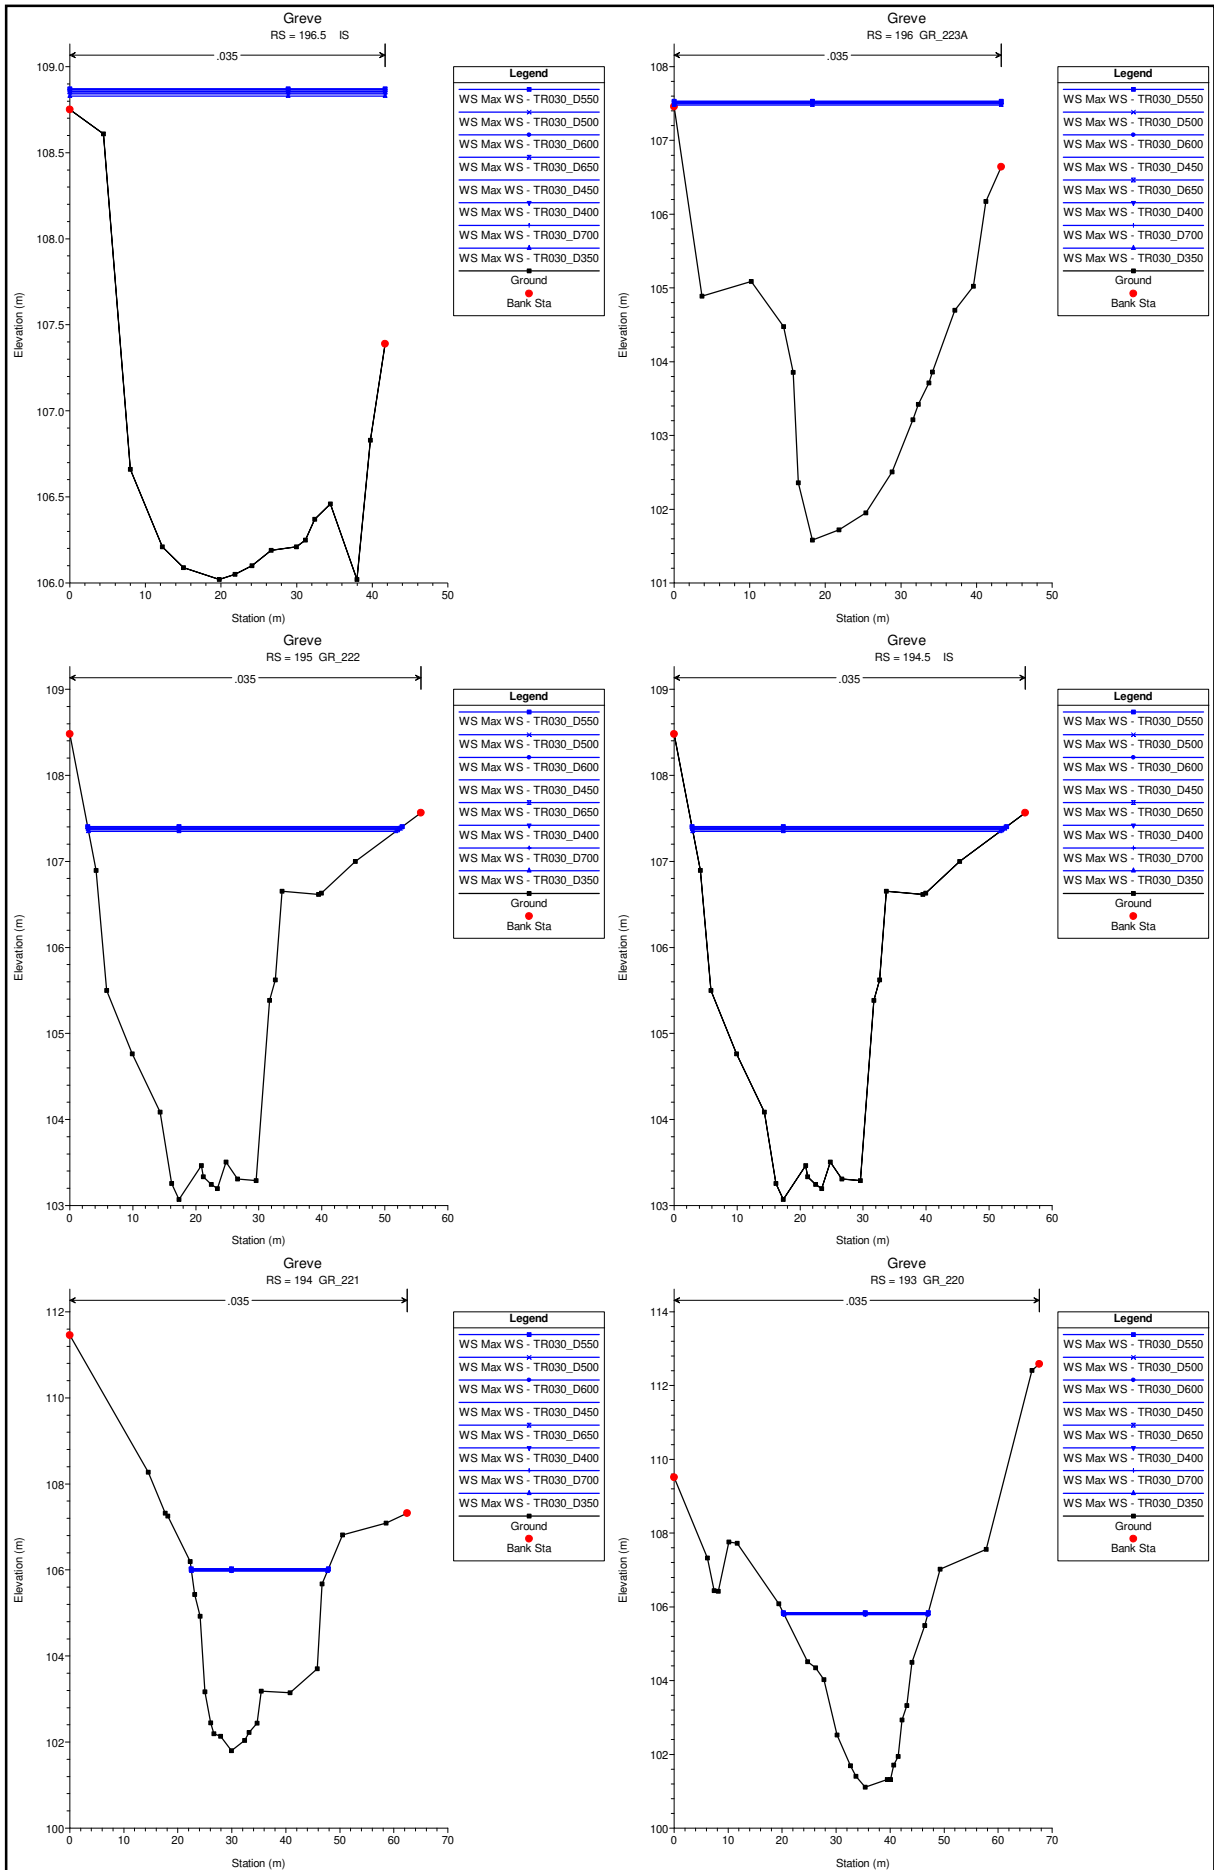 Greve
RS = 196.5    IS
.035
109.0
108.5
108.0
107.5
107.0
106.5
106.0
0 10 20 30 40 50
Station (m)
Elevation (m)
Legend
WS Max WS - TR030_D550
WS Max WS - TR030_D500
WS Max WS - TR030_D600
WS Max WS - TR030_D650
WS Max WS - TR030_D450
WS Max WS - TR030_D400
WS Max WS - TR030_D700
WS Max WS - TR030_D350
Ground
Bank Sta
Greve
RS = 196  GR_223A
.035
108
107
106
105
104
103
102
101
0 10 20 30 40 50
Station (m)
Elevation (m)
Legend
WS Max WS - TR030_D550
WS Max WS - TR030_D500
WS Max WS - TR030_D600
WS Max WS - TR030_D450
WS Max WS - TR030_D650
WS Max WS - TR030_D400
WS Max WS - TR030_D700
WS Max WS - TR030_D350
Ground
Bank Sta
Greve
RS = 195  GR_222
.035
109
108
107
106
105
104
103
0 10 20 30 40 50 60
Station (m)
Elevation (m)
Legend
WS Max WS - TR030_D550
WS Max WS - TR030_D500
WS Max WS - TR030_D600
WS Max WS - TR030_D450
WS Max WS - TR030_D650
WS Max WS - TR030_D400
WS Max WS - TR030_D700
WS Max WS - TR030_D350
Ground
Bank Sta
Greve
RS = 194.5    IS
.035
109
108
107
106
105
104
103
0 10 20 30 40 50 60
Station (m)
Elevation (m)
Legend
WS Max WS - TR030_D550
WS Max WS - TR030_D500
WS Max WS - TR030_D600
WS Max WS - TR030_D450
WS Max WS - TR030_D650
WS Max WS - TR030_D400
WS Max WS - TR030_D700
WS Max WS - TR030_D350
Ground
Bank Sta
Greve
RS = 194  GR_221
.035
112
110
108
106
104
102
100
0 10 20 30 40 50 60 70
Station (m)
Elevation (m)
Legend
WS Max WS - TR030_D550
WS Max WS - TR030_D500
WS Max WS - TR030_D600
WS Max WS - TR030_D450
WS Max WS - TR030_D650
WS Max WS - TR030_D400
WS Max WS - TR030_D700
WS Max WS - TR030_D350
Ground
Bank Sta
Greve
RS = 193  GR_220
.035
114
112
110
108
106
104
102
100
0 10 20 30 40 50 60 70
Station (m)
Elevation (m)
Legend
WS Max WS - TR030_D550
WS Max WS - TR030_D500
WS Max WS - TR030_D600
WS Max WS - TR030_D450
WS Max WS - TR030_D650
WS Max WS - TR030_D400
WS Max WS - TR030_D700
WS Max WS - TR030_D350
Ground
Bank Sta